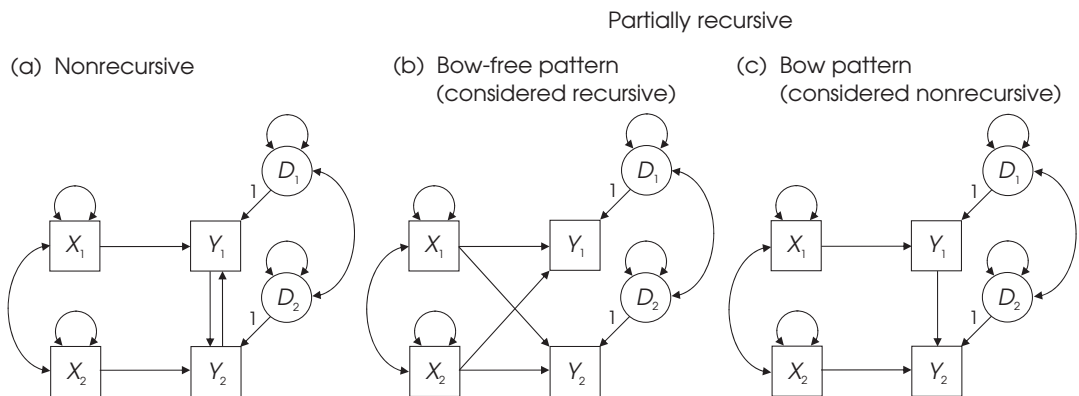 Partially recursive
(a) Nonrecursive
(b) Bow-free pattern
(considered recursive)
(c) Bow pattern
(considered nonrecursive)
D₁
1
X₁
Y₁
D₂
1
X₂
Y₂
D₁
1
X₁
Y₁
D₂
1
X₂
Y₂
D₁
1
X₁
Y₁
D₂
1
X₂
Y₂